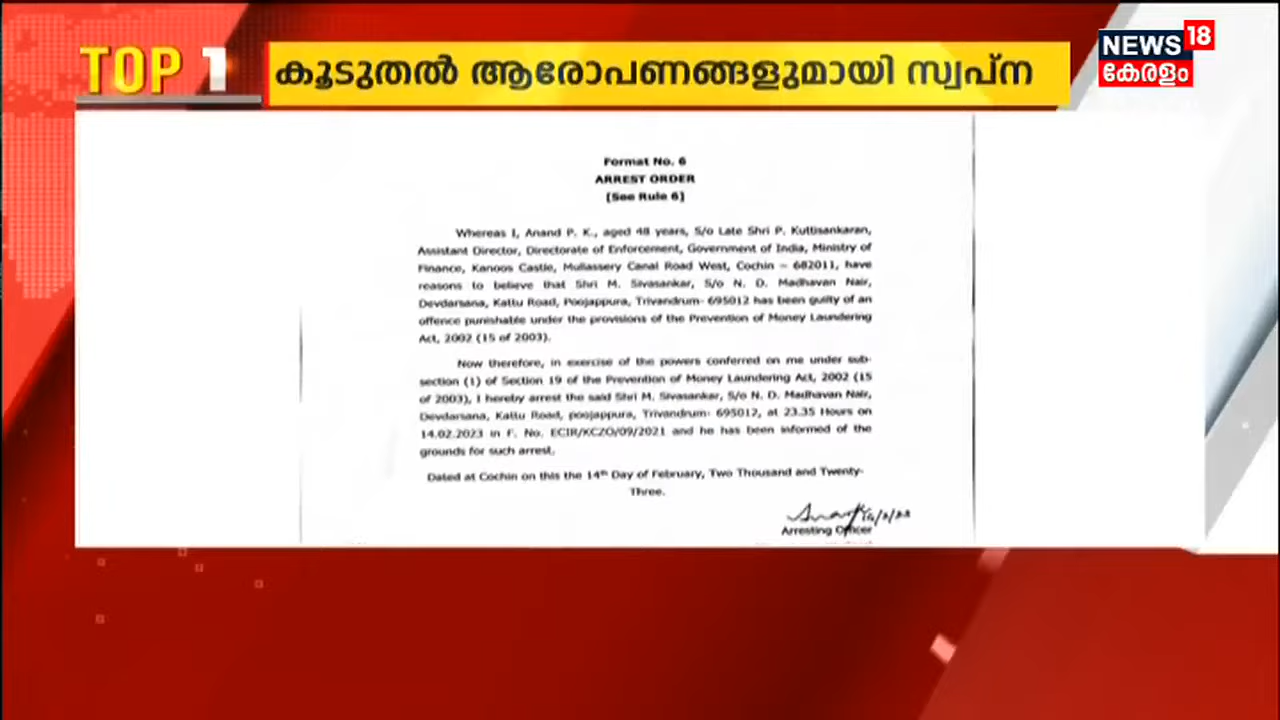 TOP 1
കൂടുതൽ ആരോപണങ്ങളുമായി സ്വപ്ന
NEWS 18
കേരളം
Format No. 6
ARREST ORDER
[See Rule 6]
Whereas I, Anand P. K., aged 48 years, S/o Late Shri P. Kuttisankaran,
Assistant Director, Directorate of Enforcement, Government of India, Ministry of
Finance, Kanoos Castle, Mullassery Canal Road West, Cochin – 682011, have
reasons to believe that Shri M. Sivasankar, S/o N. D. Madhavan Nair,
Devdarsana, Kattu Road, Poojappura, Trivandrum- 695012 has been guilty of an
offence punishable under the provisions of the Prevention of Money Laundering
Act, 2002 (15 of 2003).
Now therefore, in exercise of the powers conferred on me under sub-
section (1) of Section 19 of the Prevention of Money Laundering Act, 2002 (15
of 2003), I hereby arrest the said Shri M. Sivasankar, S/o N. D. Madhavan Nair,
Devdarsana, Kattu Road, poojappura, Trivandrum- 695012, at 23.35 Hours on
14.02.2023 in F. No. ECIR/KCZO/09/2021 and he has been informed of the
grounds for such arrest.
Dated at Cochin on this the 14th Day of February, Two Thousand and Twenty-
Three.
14/2/23
Arresting Officer